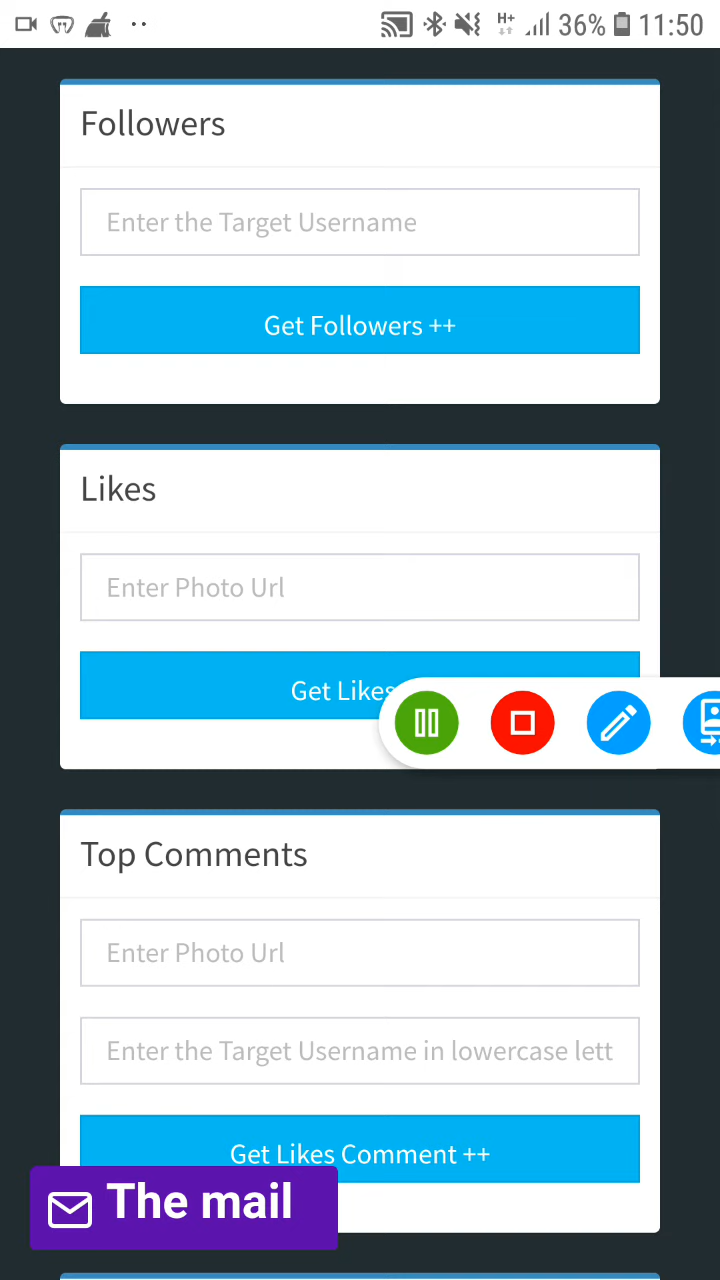 H+ 36% 11:50
Followers
Enter the Target Username
Get Followers ++
Likes
Enter Photo Url
Get Likes
Top Comments
Enter Photo Url
Enter the Target Username in lowercase lett
Get Likes Comment ++
The mail